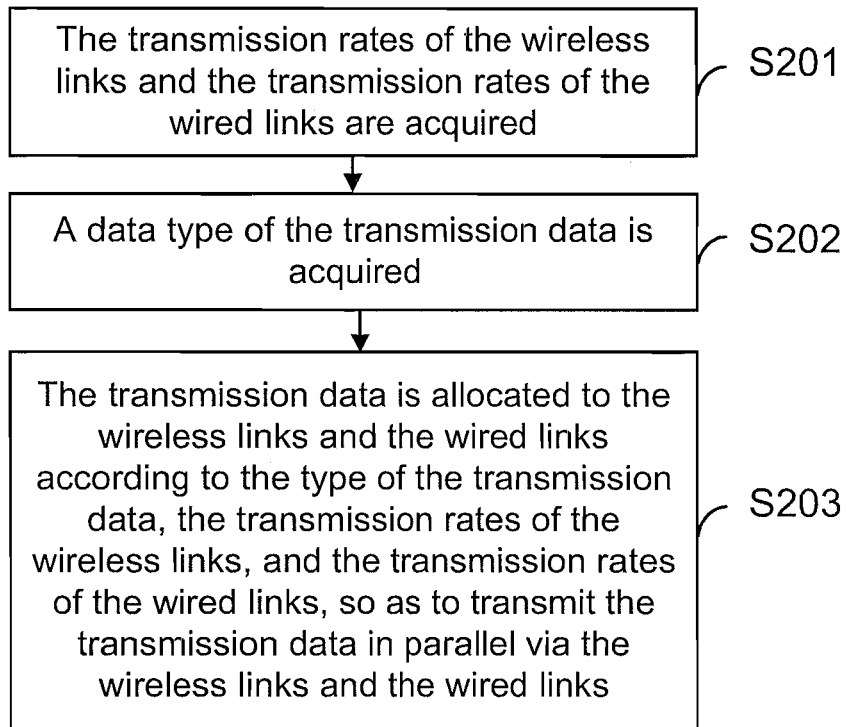 The transmission rates of the wireless
links and the transmission rates of the
wired links are acquired
S201
A data type of the transmission data is
acquired
S202
The transmission data is allocated to the
wireless links and the wired links
according to the type of the transmission
data, the transmission rates of the
wireless links, and the transmission rates
of the wired links, so as to transmit the
transmission data in parallel via the
wireless links and the wired links
S203